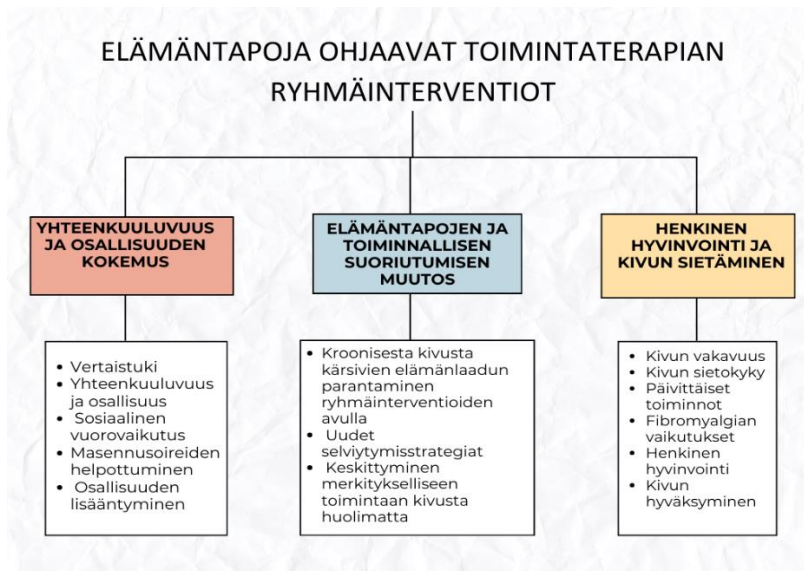 ELÄMÄNTAPOJA OHJAAVAT TOIMINTATERAPIAN
RYHMÄINTERVENTIOT
YHTEENKUULUVUUS
JA OSALLISUUDEN
KOKEMUS
• Vertaistuki
• Yhteenkuuluvuus
ja osallisuus
• Sosiaalinen
vuorovaikutus
• Masennusoireiden
helpottuminen
• Osallisuuden
lisääntyminen
ELÄMÄNTAPOJEN JA
TOIMINNALLISEN
SUORIUTUMISEN
MUUTOS
• Kroonisesta kivusta
kärsivien elämänlaadun
parantaminen
ryhmäinterventioiden
avulla
• Uudet
selviytymisstrategiat
• Keskittyminen
merkitykselliseen
toimintaan kivusta
huolimatta
HENKINEN
HYVINVOINTI JA
KIVUN SIETÄMINEN
• Kivun vakavuus
• Kivun sietokyky
• Päivittäiset
toiminnot
• Fibromyalgian
vaikutukset
• Henkinen
hyvinvointi
• Kivun
hyväksyminen